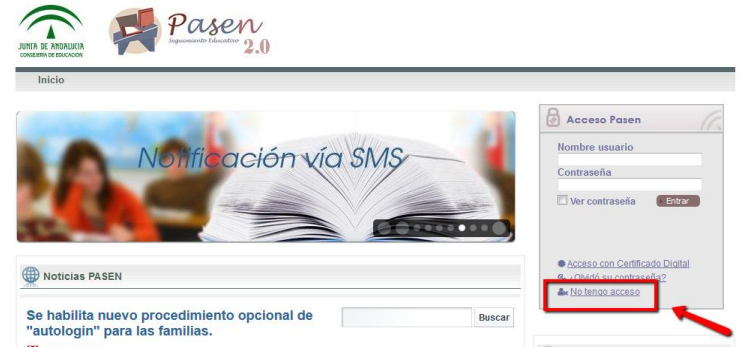 JUNTA DE ANDALUCIA
CONSEJERÍA DE EDUCACIÓN
Pasen
Seguimiento Educativo
2.0
Inicio
Notificación vía SMS
Acceso Pasen
Nombre usuario
Contraseña
Ver contraseña
Entrar
Acceso con Certificado Digital
¿Olvidó su contraseña?
No tengo acceso
Noticias PASEN
Se habilita nuevo procedimiento opcional de
"autologin" para las familias.
Buscar